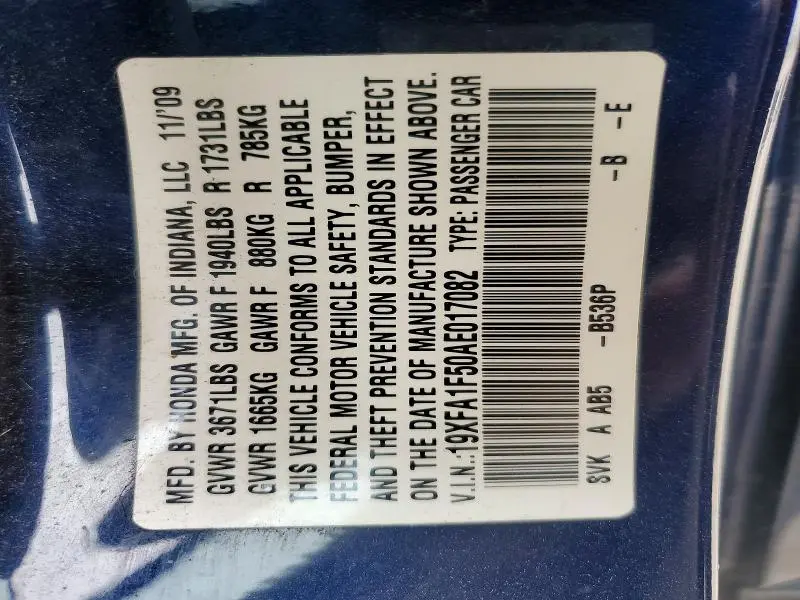 MFD. BY HONDA MFG. OF INDIANA, LLC 11/'09
GVWR 3671LBS GAWR F 1940LBS R 1731LBS
GVWR 1665KG GAWR F 880KG R 785KG
THIS VEHICLE CONFORMS TO ALL APPLICABLE
FEDERAL MOTOR VEHICLE SAFETY, BUMPER,
AND THEFT PREVENTION STANDARDS IN EFFECT
ON THE DATE OF MANUFACTURE SHOWN ABOVE.
V.I.N.:19XFA1F50AE017082 TYPE: PASSENGER CAR
SVK A AB5 -B536P -B -E